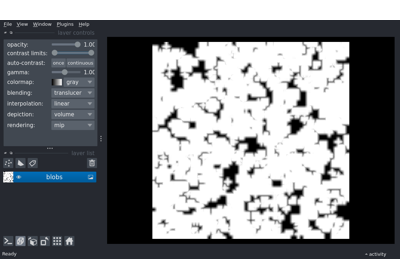 File View Window Plugins Help
layer controls
opacity: 1.00
contrast limits:
auto-contrast: once continuous
gamma: 1.00
colormap: gray
blending: translucen
interpolation: linear
depiction: volume
rendering: mip
layer list
blobs
Ready
activity